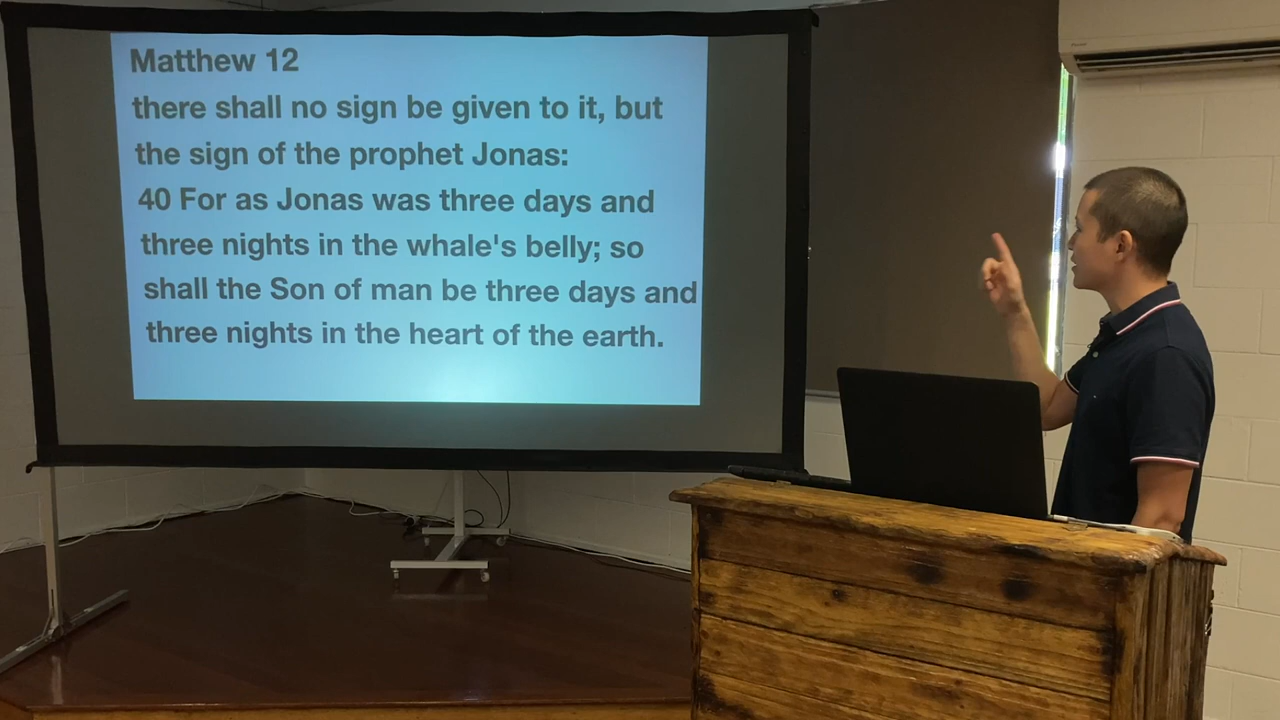 Matthew 12
there shall no sign be given to it, but
the sign of the prophet Jonas:
40 For as Jonas was three days and
three nights in the whale's belly; so
shall the Son of man be three days and
three nights in the heart of the earth.